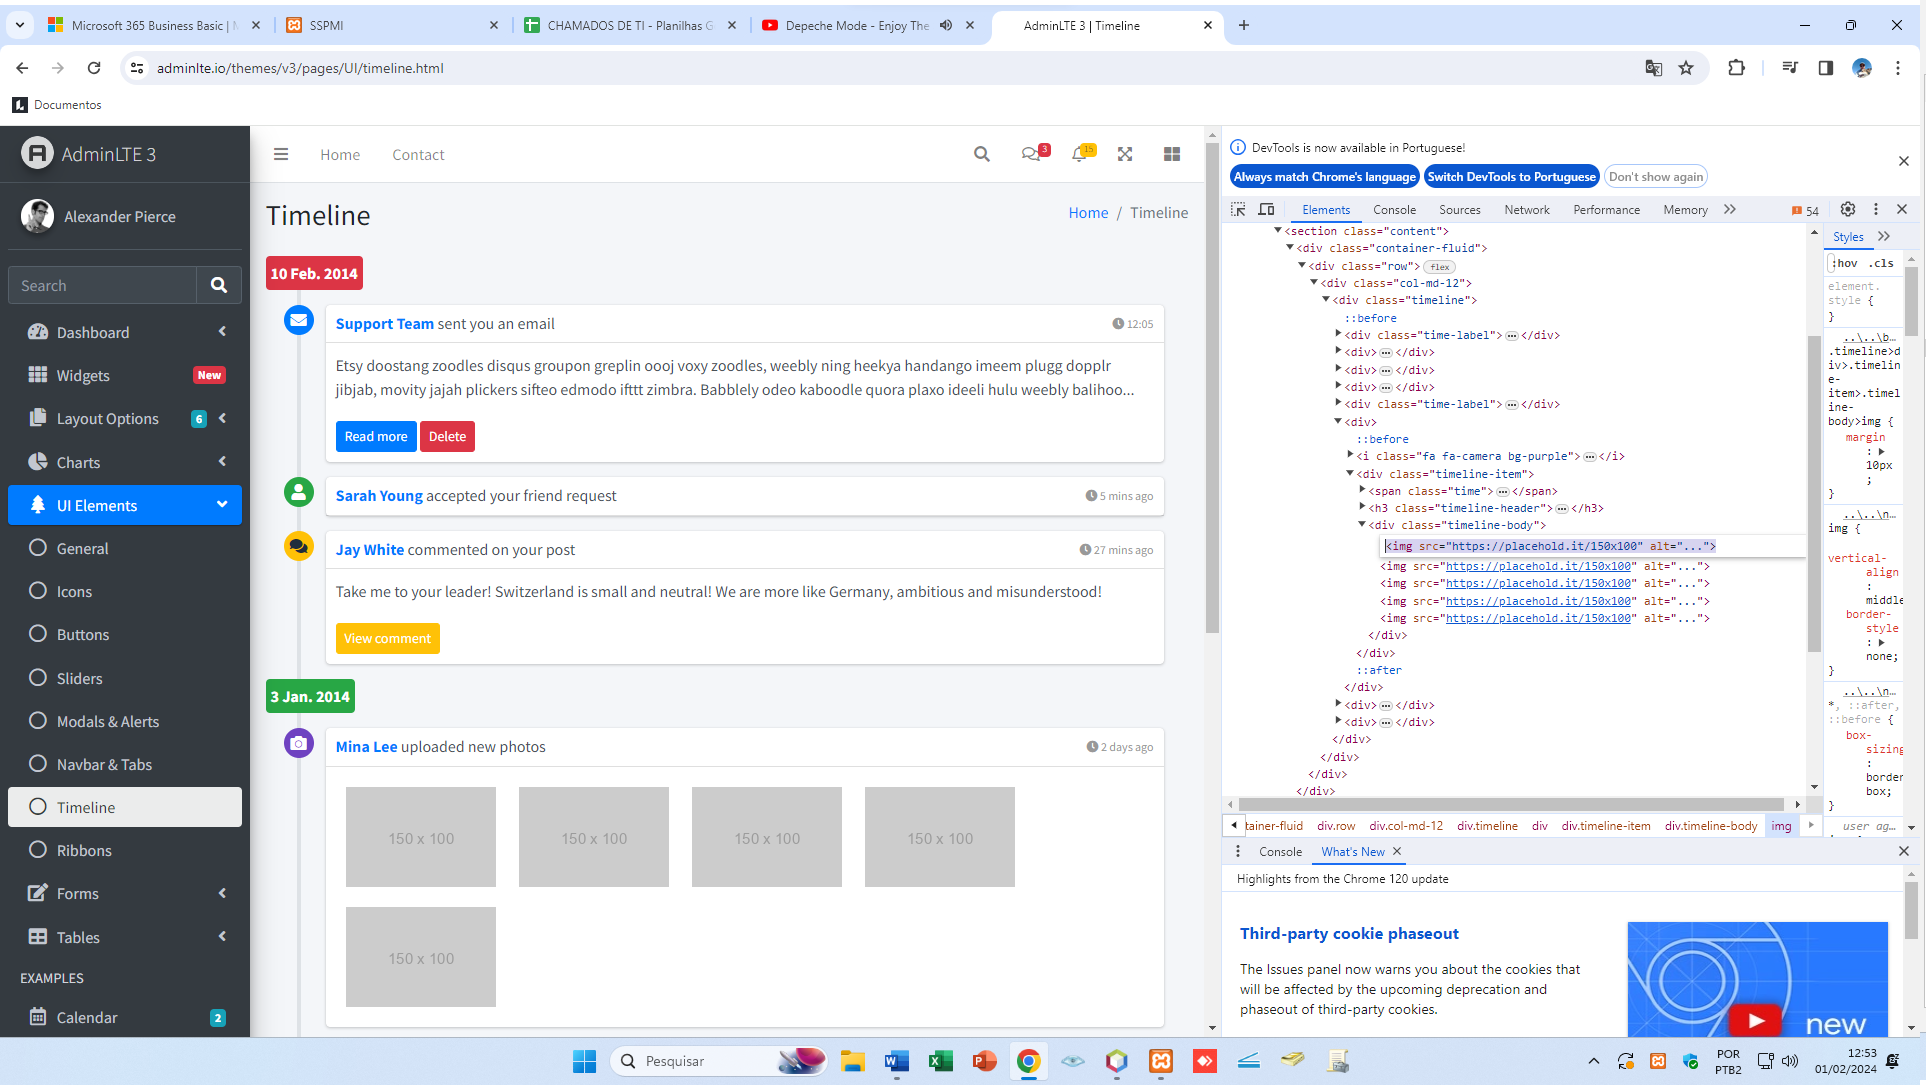 Microsoft 365 Business Basic | M
SSPMI
CHAMADOS DE TI - Planilhas G
Depeche Mode - Enjoy The
AdminLTE 3 | Timeline
adminlte.io/themes/v3/pages/UI/timeline.html
Documentos
AdminLTE 3
Alexander Pierce
Search
Dashboard
Widgets New
Layout Options 6
Charts
UI Elements
General
Icons
Buttons
Sliders
Modals & Alerts
Navbar & Tabs
Timeline
Ribbons
Forms
Tables
EXAMPLES
Calendar 2
Home Contact 3 15
Timeline
Home / Timeline
10 Feb. 2014
Support Team sent you an email 12:05
Etsy doostang zoodles disqus groupon greplin oooj voxy zoodles, weebly ning heekya handango imeem plugg dopplr
jibjab, movity jajah plickers sifteo edmodo ifttt zimbra. Babblely odeo kaboodle quora plaxo ideeli hulu weebly balihoo...
Read more Delete
Sarah Young accepted your friend request 5 mins ago
Jay White commented on your post 27 mins ago
Take me to your leader! Switzerland is small and neutral! We are more like Germany, ambitious and misunderstood!
View comment
3 Jan. 2014
Mina Lee uploaded new photos 2 days ago
150 x 100 150 x 100 150 x 100 150 x 100
150 x 100
DevTools is now available in Portuguese!
Always match Chrome's language Switch DevTools to Portuguese Don't show again
Elements Console Sources Network Performance Memory 54
<section class="content">
<div class="container-fluid">
<div class="row"> flex
<div class="col-md-12">
<div class="timeline">
::before
<div class="time-label"> ... </div>
<div> ... </div>
<div> ... </div>
<div> ... </div>
<div class="time-label"> ... </div>
<div>
::before
<i class="fa fa-camera bg-purple"> ... </i>
<div class="timeline-item">
<span class="time"> ... </span>
<h3 class="timeline-header"> ... </h3>
<div class="timeline-body">
<img src="https://placehold.it/150x100" alt="...">
<img src="https://placehold.it/150x100" alt="...">
<img src="https://placehold.it/150x100" alt="...">
<img src="https://placehold.it/150x100" alt="...">
<img src="https://placehold.it/150x100" alt="...">
</div>
</div>
::after
</div>
<div> ... </div>
<div> ... </div>
</div>
</div>
</div>
</div>
tainer-fluid div.row div.col-md-12 div.timeline div div.timeline-item div.timeline-body img
Styles
:hov .cls
element.
style {
}
..\..\b…
.timeline>d
iv>.timelin
e-
item>.timel
ine-
body>img {
margin
:
10px
;
}
..\..\n…
img {
vertical-
align
:
middle
border-
style
:
none;
}
..\..\n…
*, ::after,
::before {
box-
sizing
:
border
box;
}
user ag…
Console What's New
Highlights from the Chrome 120 update
Third-party cookie phaseout
The Issues panel now warns you about the cookies that
will be affected by the upcoming deprecation and
phaseout of third-party cookies.
new
Pesquisar
POR
PTB2
12:53
01/02/2024